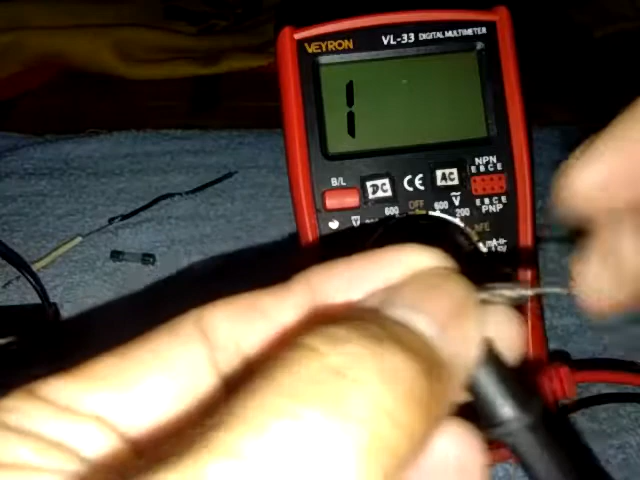 VEYRON VL-33 DIGITAL MULTIMETER
1
NPN
E B C E
B/L DC CE AC
OFF
600 600 V 200
E B C E
PNP